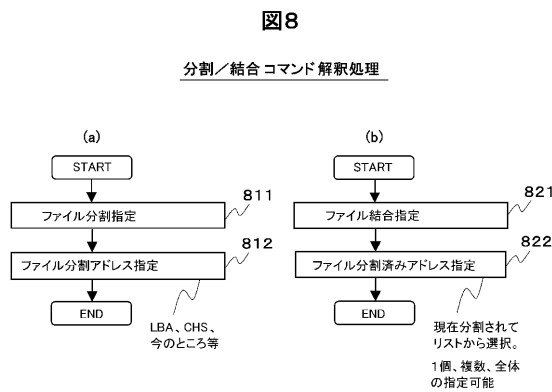 図8
分割／結合コマンド解釈処理
(a)
START
811
ファイル分割指定
812
ファイル分割アドレス指定
END
LBA、CHS、
今のところ等
(b)
START
821
ファイル結合指定
822
ファイル分割済みアドレス指定
END
現在分割されて
リストから選択。
1個、複数、全体
の指定可能